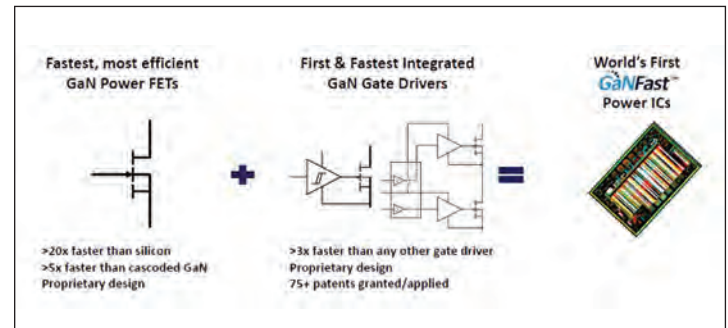 Fastest, most efficient
GaN Power FETs
>20x faster than silicon
>5x faster than cascoded GaN
Proprietary design
First & Fastest Integrated
GaN Gate Drivers
>3x faster than any other gate driver
Proprietary design
75+ patents granted/applied
World's First
GaNFast™
Power ICs